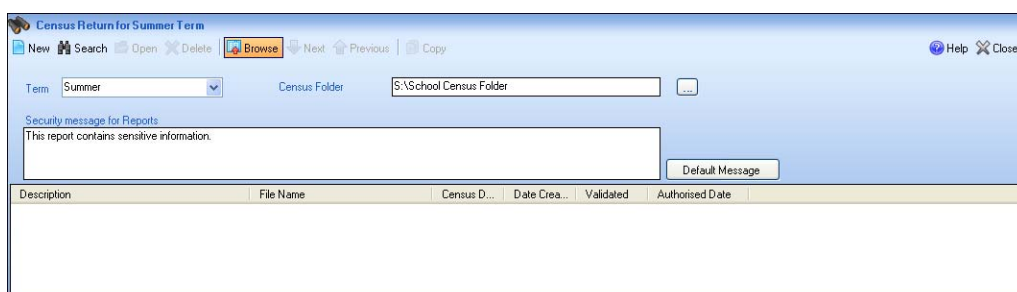 Census Return for Summer Term
New Search Open Delete Browse Next Previous Copy Help Close
Term Summer Census Folder S:\School Census Folder ...
Security message for Reports
This report contains sensitive information.
Default Message
Description File Name Census D... Date Crea... Validated Authorised Date